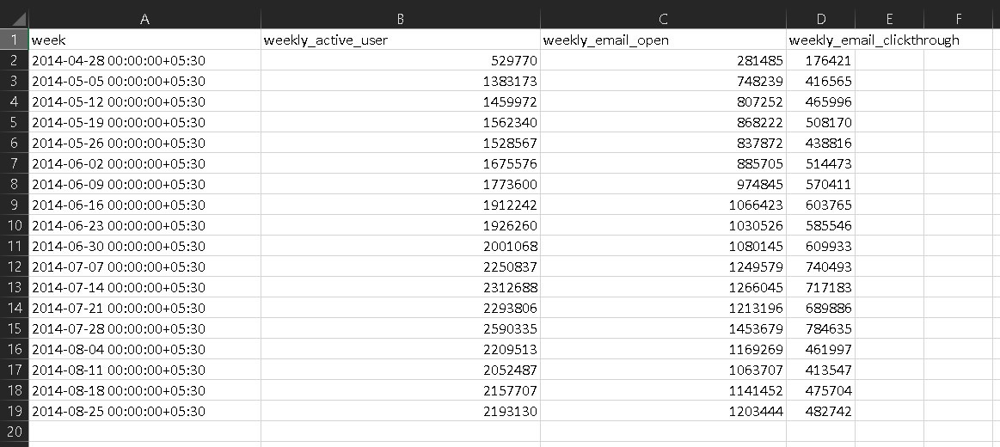 A B C D E F
1 week weekly_active_user weekly_email_open weekly_email_clickthrough
2 2014-04-28 00:00:00+05:30 529770 281485 176421
3 2014-05-05 00:00:00+05:30 1383173 748239 416565
4 2014-05-12 00:00:00+05:30 1459972 807252 465996
5 2014-05-19 00:00:00+05:30 1562340 868222 508170
6 2014-05-26 00:00:00+05:30 1528567 837872 438816
7 2014-06-02 00:00:00+05:30 1675576 885705 514473
8 2014-06-09 00:00:00+05:30 1773600 974845 570411
9 2014-06-16 00:00:00+05:30 1912242 1066423 603765
10 2014-06-23 00:00:00+05:30 1926260 1030526 585546
11 2014-06-30 00:00:00+05:30 2001068 1080145 609933
12 2014-07-07 00:00:00+05:30 2250837 1249579 740493
13 2014-07-14 00:00:00+05:30 2312688 1266045 717183
14 2014-07-21 00:00:00+05:30 2293806 1213196 689886
15 2014-07-28 00:00:00+05:30 2590335 1453679 784635
16 2014-08-04 00:00:00+05:30 2209513 1169269 461997
17 2014-08-11 00:00:00+05:30 2052487 1063707 413547
18 2014-08-18 00:00:00+05:30 2157707 1141452 475704
19 2014-08-25 00:00:00+05:30 2193130 1203444 482742
20